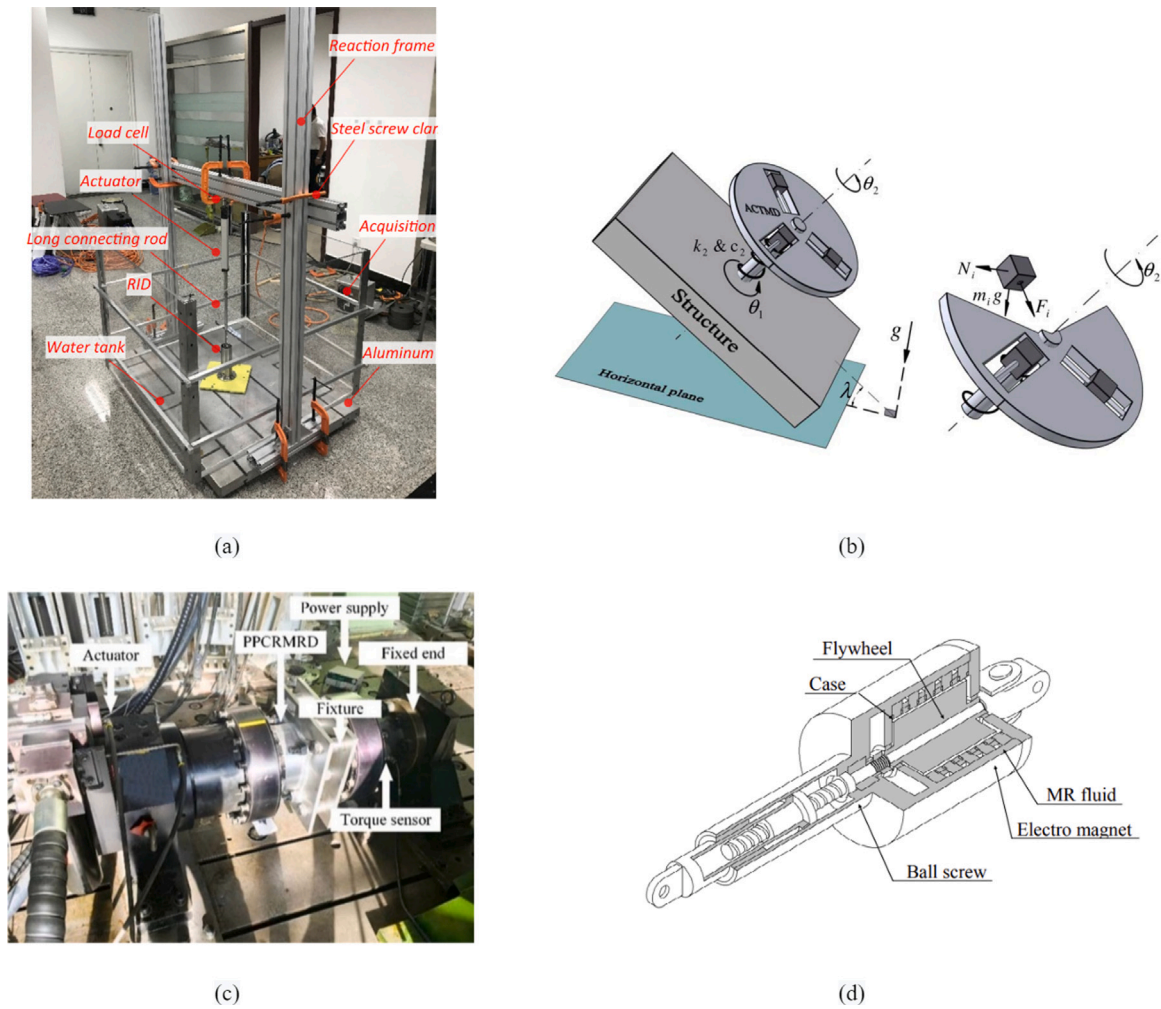 Reaction frame
Load cell
Steel screw clar
Actuator
Acquisition
Long connecting rod
RID
Water tank
Aluminum
(a)
θ₂
ACTMD
k₂ & c₂
θ₁
Structure
Horizontal plane
g
λ
Nᵢ
mᵢg
Fᵢ
θ₂
(b)
Power supply
PPCRMRD
Actuator
Fixed end
Fixture
Torque sensor
(c)
Flywheel
Case
MR fluid
Electro magnet
Ball screw
(d)